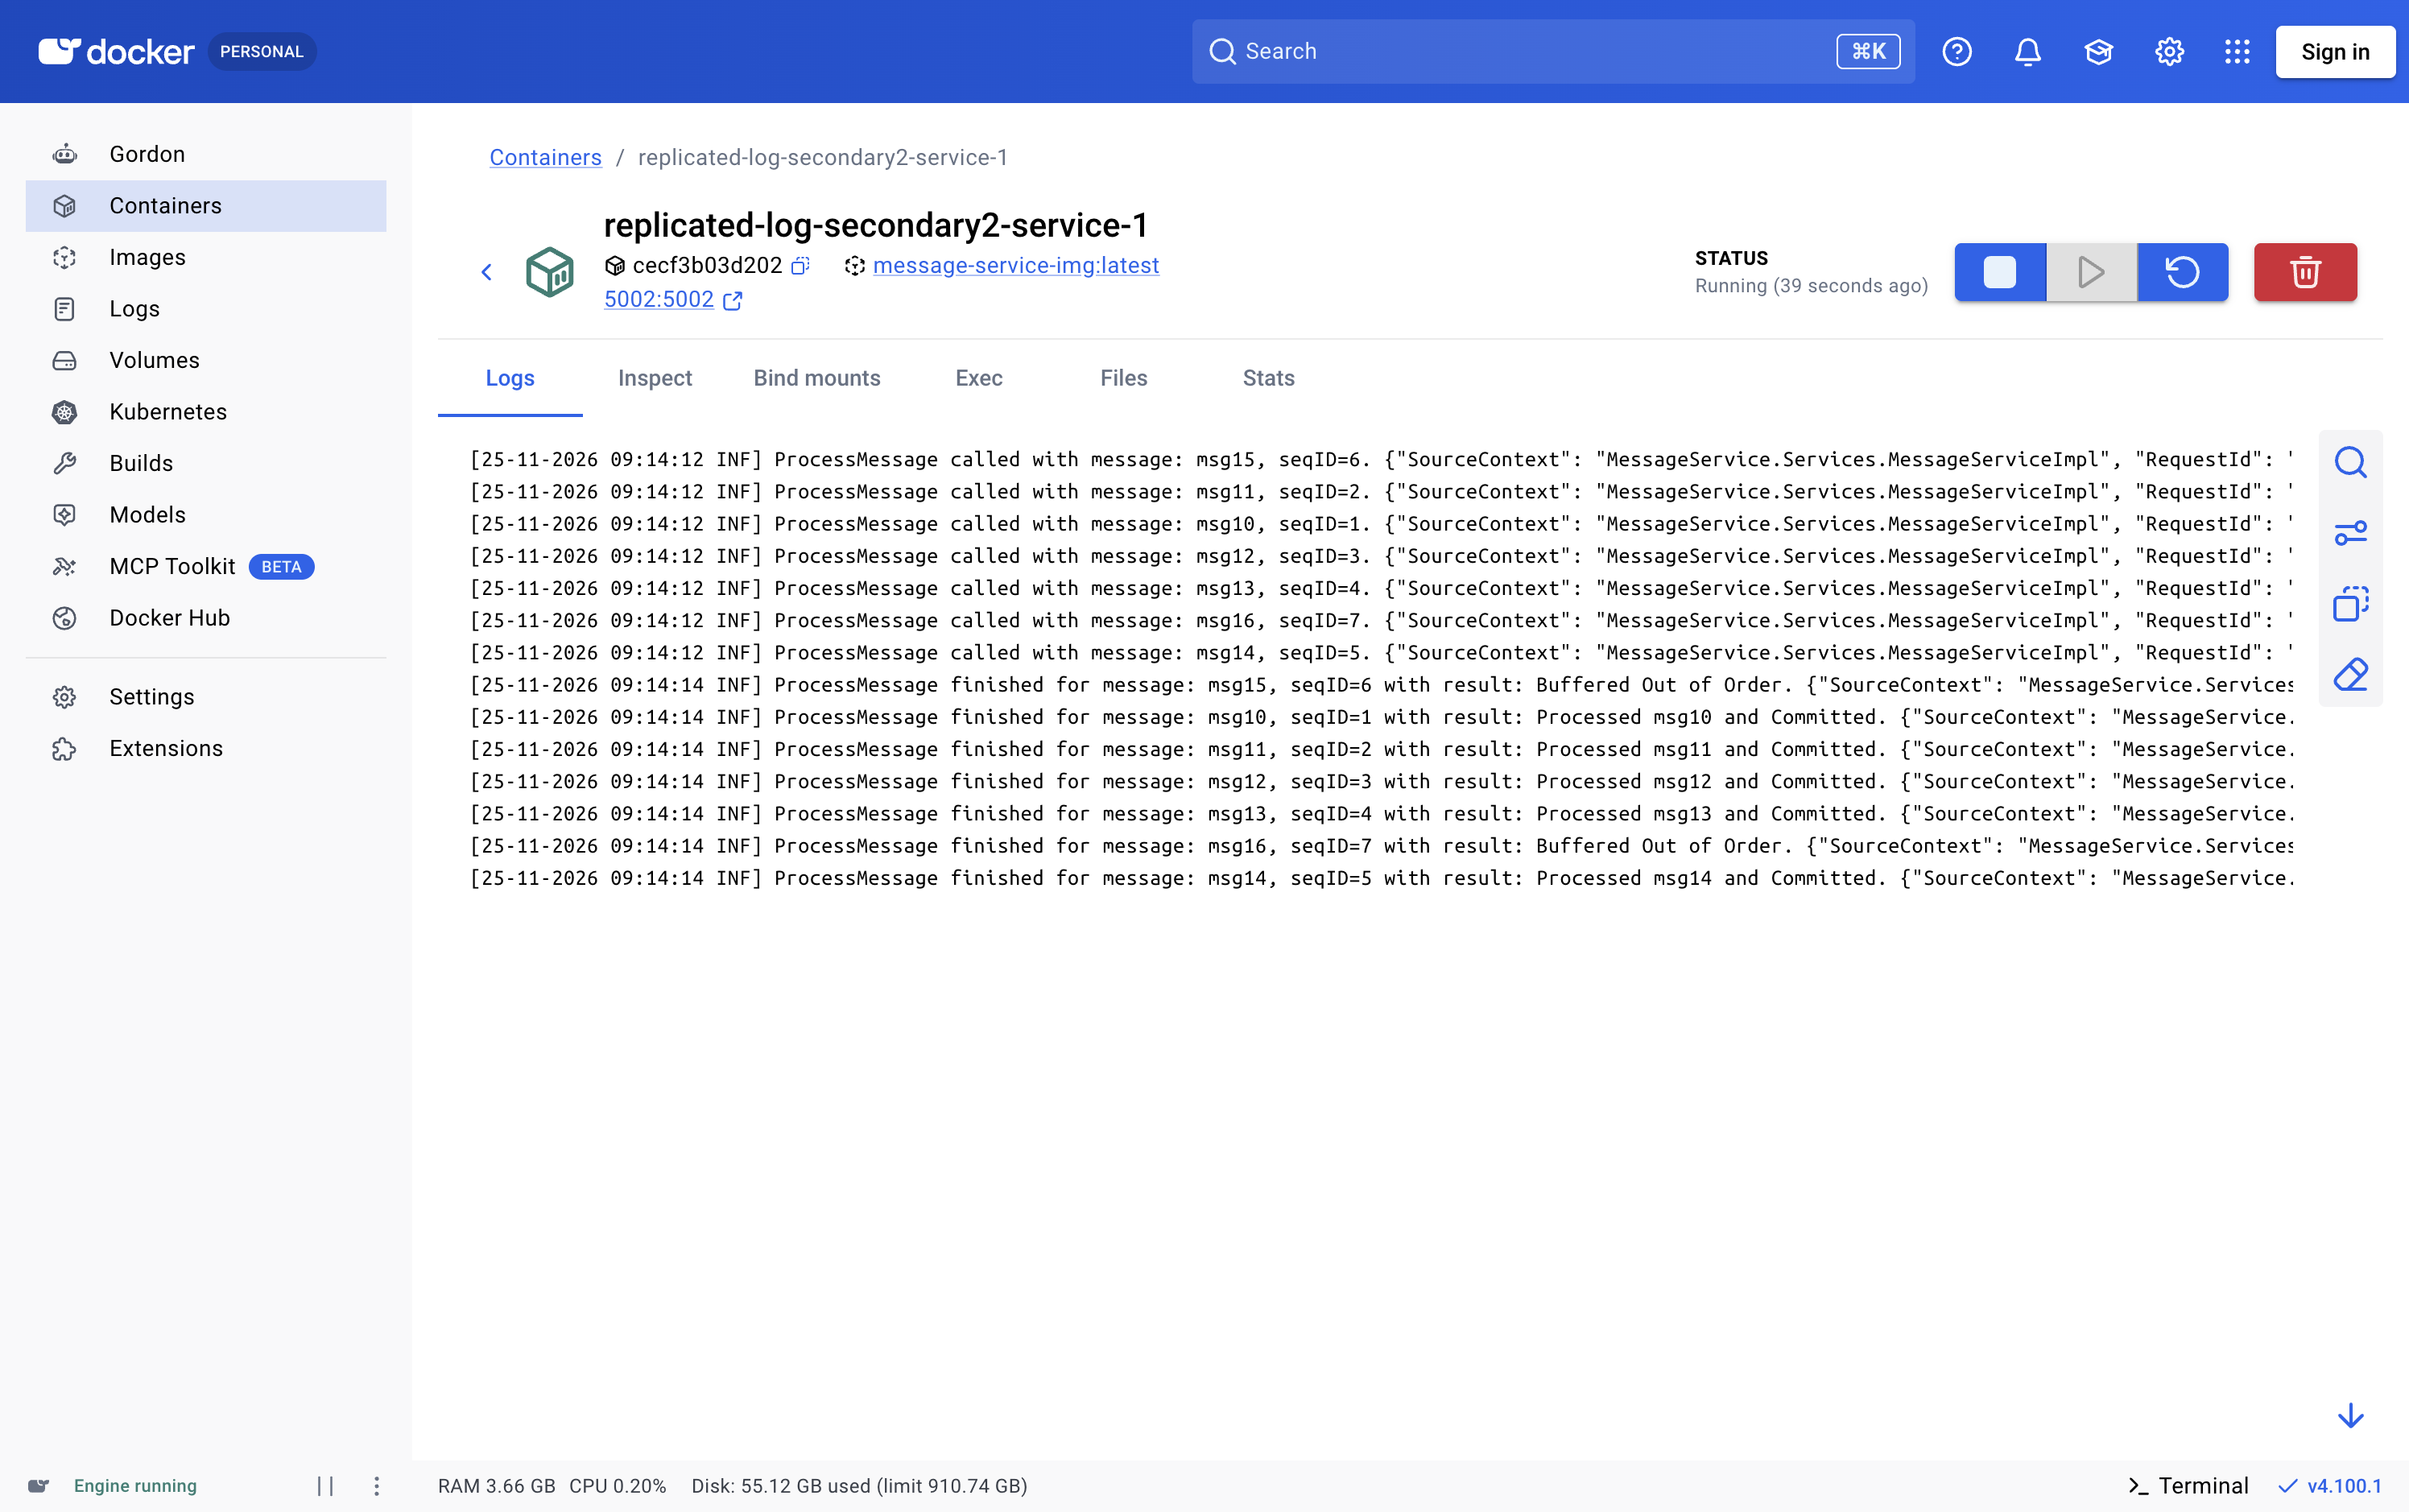 docker PERSONAL
Search ⌘K
Sign in
Gordon
Containers
Images
Logs
Volumes
Kubernetes
Builds
Models
MCP Toolkit BETA
Docker Hub
Settings
Extensions
Containers / replicated-log-secondary2-service-1
replicated-log-secondary2-service-1
cecf3b03d202 message-service-img:latest
5002:5002
STATUS
Running (39 seconds ago)
Logs Inspect Bind mounts Exec Files Stats
[25-11-2026 09:14:12 INF] ProcessMessage called with message: msg15, seqID=6. {"SourceContext": "MessageService.Services.MessageServiceImpl", "RequestId": '
[25-11-2026 09:14:12 INF] ProcessMessage called with message: msg11, seqID=2. {"SourceContext": "MessageService.Services.MessageServiceImpl", "RequestId": '
[25-11-2026 09:14:12 INF] ProcessMessage called with message: msg10, seqID=1. {"SourceContext": "MessageService.Services.MessageServiceImpl", "RequestId": '
[25-11-2026 09:14:12 INF] ProcessMessage called with message: msg12, seqID=3. {"SourceContext": "MessageService.Services.MessageServiceImpl", "RequestId": '
[25-11-2026 09:14:12 INF] ProcessMessage called with message: msg13, seqID=4. {"SourceContext": "MessageService.Services.MessageServiceImpl", "RequestId": '
[25-11-2026 09:14:12 INF] ProcessMessage called with message: msg16, seqID=7. {"SourceContext": "MessageService.Services.MessageServiceImpl", "RequestId": '
[25-11-2026 09:14:12 INF] ProcessMessage called with message: msg14, seqID=5. {"SourceContext": "MessageService.Services.MessageServiceImpl", "RequestId": '
[25-11-2026 09:14:14 INF] ProcessMessage finished for message: msg15, seqID=6 with result: Buffered Out of Order. {"SourceContext": "MessageService.Services
[25-11-2026 09:14:14 INF] ProcessMessage finished for message: msg10, seqID=1 with result: Processed msg10 and Committed. {"SourceContext": "MessageService.
[25-11-2026 09:14:14 INF] ProcessMessage finished for message: msg11, seqID=2 with result: Processed msg11 and Committed. {"SourceContext": "MessageService.
[25-11-2026 09:14:14 INF] ProcessMessage finished for message: msg12, seqID=3 with result: Processed msg12 and Committed. {"SourceContext": "MessageService.
[25-11-2026 09:14:14 INF] ProcessMessage finished for message: msg13, seqID=4 with result: Processed msg13 and Committed. {"SourceContext": "MessageService.
[25-11-2026 09:14:14 INF] ProcessMessage finished for message: msg16, seqID=7 with result: Buffered Out of Order. {"SourceContext": "MessageService.Services
[25-11-2026 09:14:14 INF] ProcessMessage finished for message: msg14, seqID=5 with result: Processed msg14 and Committed. {"SourceContext": "MessageService.
Engine running
RAM 3.66 GB CPU 0.20% Disk: 55.12 GB used (limit 910.74 GB)
Terminal
v4.100.1